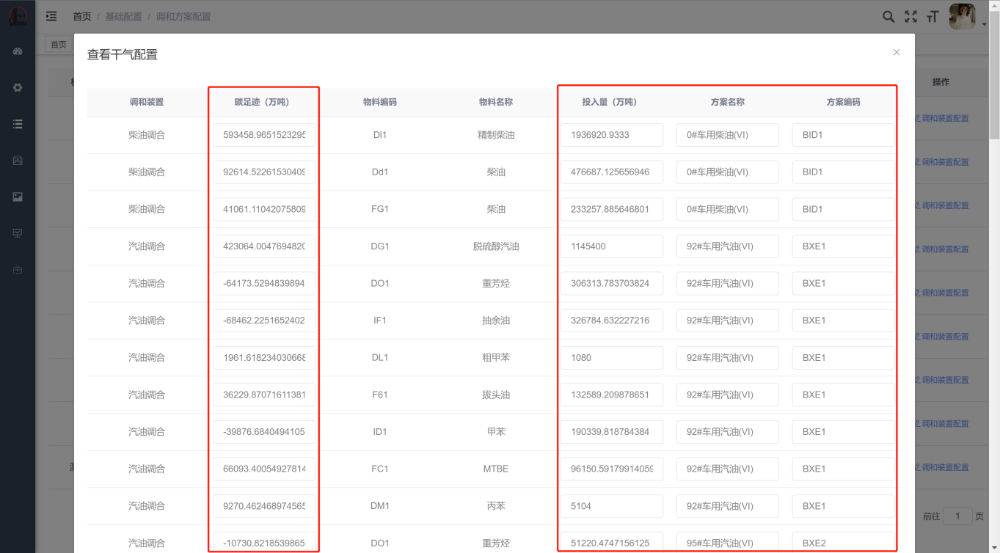 首页 / 基础配置 / 调和方案配置
首页
查看干气配置
操作
调和装置 碳足迹（万吨） 物料编码 物料名称 投入量（万吨） 方案名称 方案编码
柴油调合 593458.9651523295 DI1 精制柴油 1936920.9333 0#车用柴油(VI) BID1
调和装置配置
柴油调合 92614.52261530409 Dd1 柴油 476687.125656946 0#车用柴油(VI) BID1
调和装置配置
柴油调合 41061.11042075809 FG1 柴油 233257.885646801 0#车用柴油(VI) BID1
调和装置配置
汽油调合 423064.0047694820 DG1 脱硫醇汽油 1145400 92#车用汽油(VI) BXE1
调和装置配置
汽油调合 -64173.5294839894 DO1 重芳烃 306313.783703824 92#车用汽油(VI) BXE1
调和装置配置
汽油调合 -68462.2251652402 IF1 抽余油 326784.632227216 92#车用汽油(VI) BXE1
调和装置配置
汽油调合 1961.618234030668 DL1 粗甲苯 1080 92#车用汽油(VI) BXE1
调和装置配置
汽油调合 36229.87071611381 F61 拔头油 132589.209878651 92#车用汽油(VI) BXE1
调和装置配置
汽油调合 -39876.6840494105 ID1 甲苯 190339.818784384 92#车用汽油(VI) BXE1
调和装置配置
汽油调合 66093.40054927814 FC1 MTBE 96150.59179914059 92#车用汽油(VI) BXE1
汽油调合 9270.462468974565 DM1 丙苯 5104 92#车用汽油(VI) BXE1
前往 1 页
汽油调合 -10730.8218539865 DO1 重芳烃 51220.4747156125 95#车用汽油(VI) BXE2